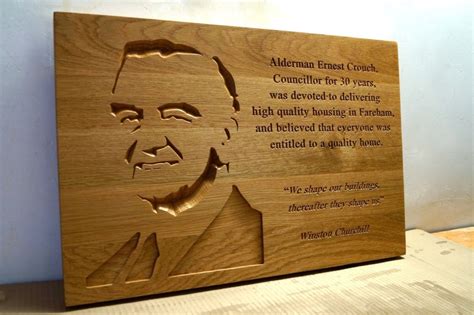 Alderman Ernest Crouch,
Councillor for 30 years,
was devoted to delivering
high quality housing in Fareham,
and believed that everyone was
entitled to a quality home.
“We shape our buildings,
thereafter they shape us”
Winston Churchill